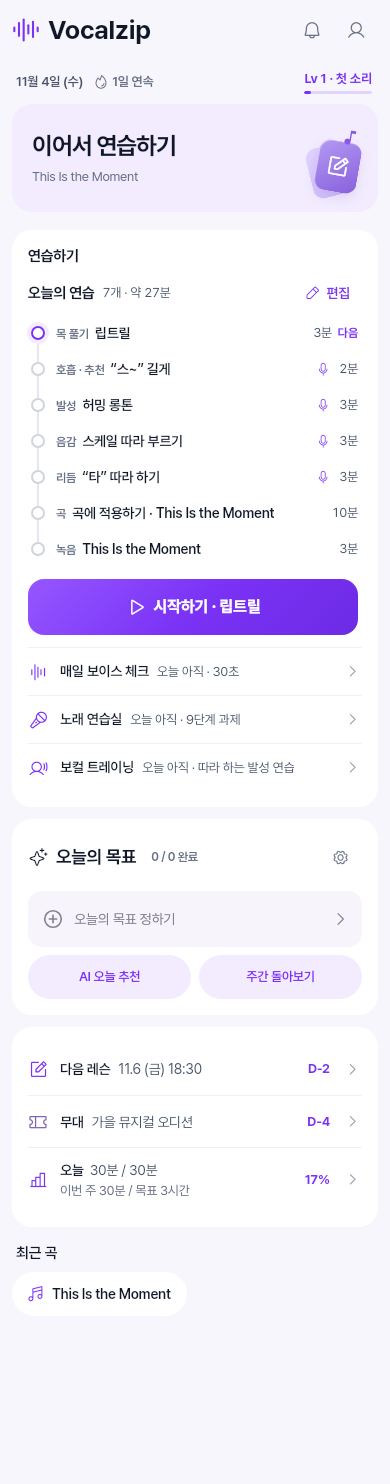 Vocalzip
11월 4일 (수) 1일 연속 Lv 1 · 첫 소리
이어서 연습하기
This Is the Moment
연습하기
오늘의 연습 7개 · 약 27분 편집
목 풀기 립트릴 3분 다음
호흡 · 추천 “스~” 길게 2분
발성 허밍 롱톤 3분
음감 스케일 따라 부르기 3분
리듬 “타” 따라 하기 3분
곡 곡에 적용하기 · This Is the Moment 10분
녹음 This Is the Moment 3분
시작하기 · 립트릴
매일 보이스 체크 오늘 아직 · 30초
노래 연습실 오늘 아직 · 9단계 과제
보컬 트레이닝 오늘 아직 · 따라 하는 발성 연습
오늘의 목표 0 / 0 완료
오늘의 목표 정하기
AI 오늘 추천 주간 돌아보기
다음 레슨 11.6 (금) 18:30 D-2
무대 가을 뮤지컬 오디션 D-4
오늘 30분 / 30분 17%
이번 주 30분 / 목표 3시간
최근 곡
This Is the Moment